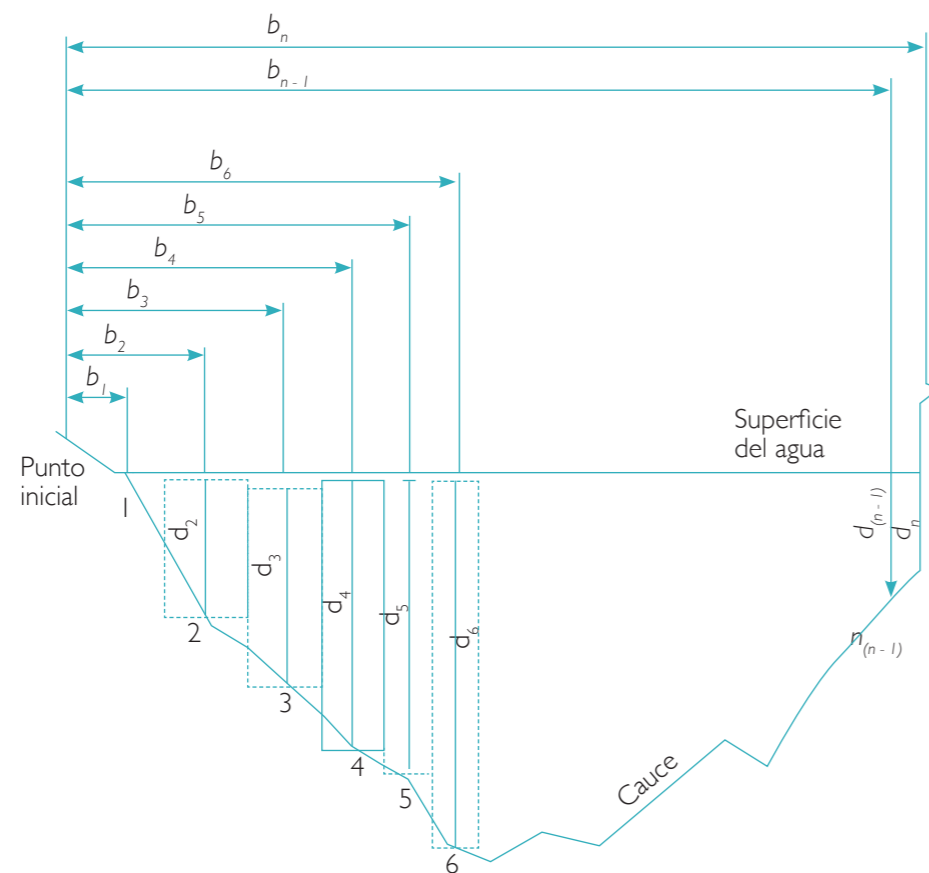 bₙ
bₙ₋₁
b₆
b₅
b₄
b₃
b₂
b₁
Superficie
del agua
Punto
inicial
1
d₂
d₃
d₄
d₅
d₆
d₍ₙ₋₁₎
dₙ
2
3
4
5
6
n₍ₙ₋₁₎
Cauce